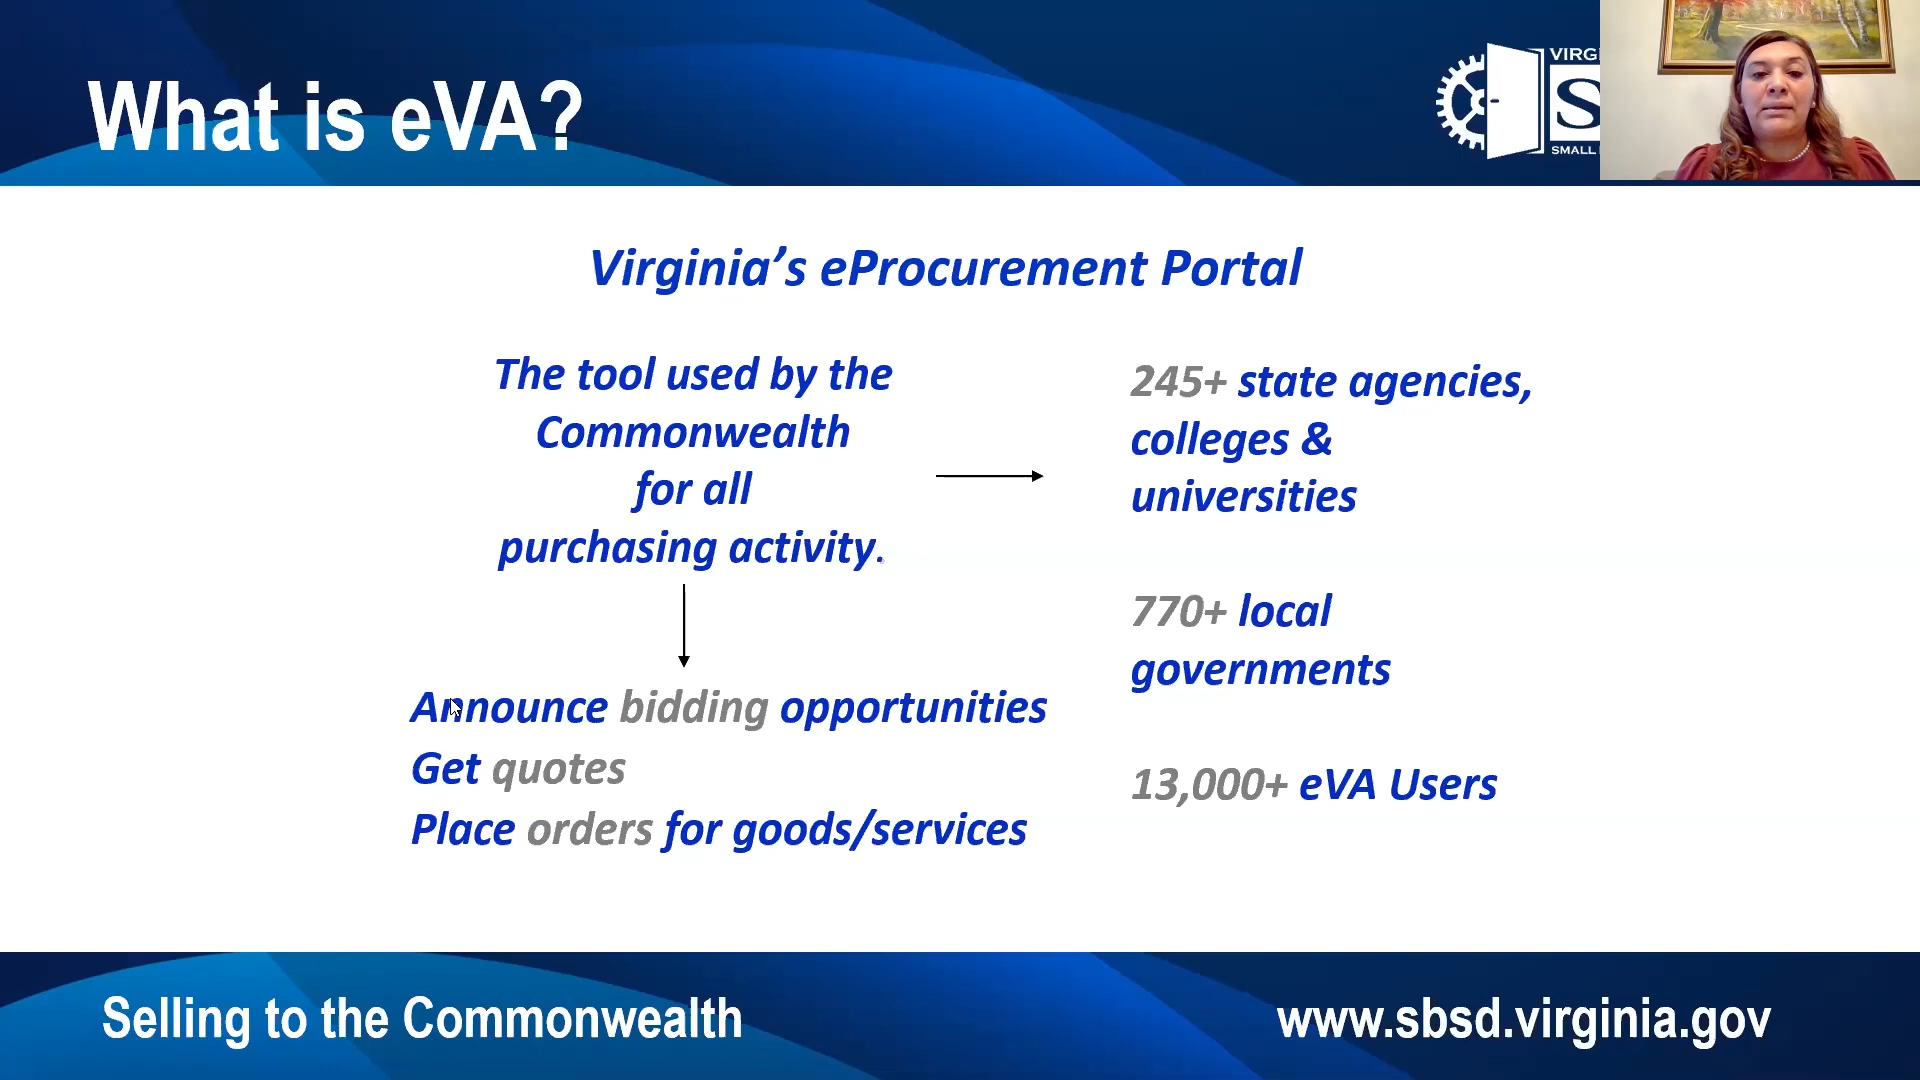 What is eVA?
SMALL
Virginia’s eProcurement Portal
The tool used by the
Commonwealth
for all
purchasing activity.
245+ state agencies,
colleges &
universities
770+ local
governments
13,000+ eVA Users
Announce bidding opportunities
Get quotes
Place orders for goods/services
Selling to the Commonwealth
www.sbsd.virginia.gov